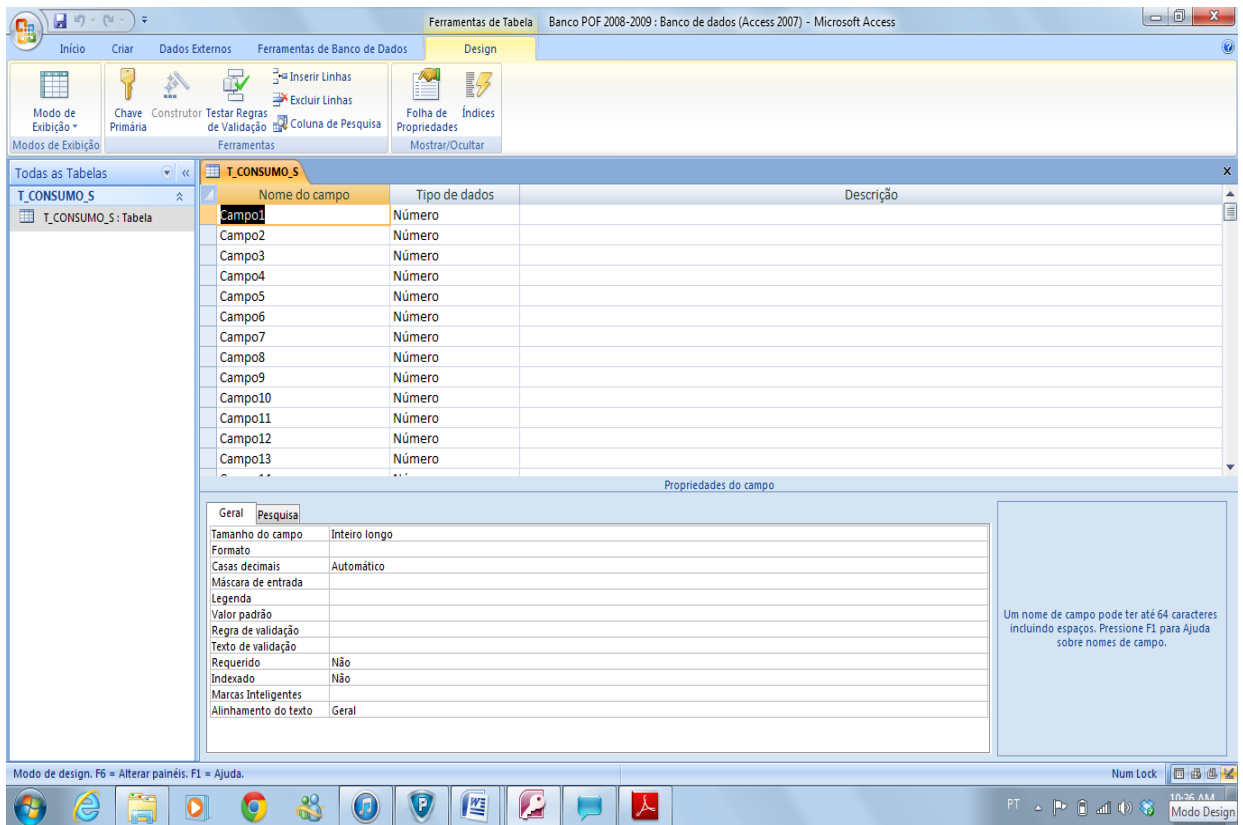 Ferramentas de Tabela Banco POF 2008-2009 : Banco de dados (Access 2007) - Microsoft Access
Início Criar Dados Externos Ferramentas de Banco de Dados Design
Modo de Exibição
Chave Primária
Construtor
Testar Regras de Validação
Inserir Linhas
Excluir Linhas
Coluna de Pesquisa
Folha de Propriedades
Índices
Modos de Exibição Ferramentas Mostrar/Ocultar
Todas as Tabelas
T_CONSUMO_S
T_CONSUMO_S : Tabela
T_CONSUMO_S
Nome do campo Tipo de dados Descrição
Campo1 Número
Campo2 Número
Campo3 Número
Campo4 Número
Campo5 Número
Campo6 Número
Campo7 Número
Campo8 Número
Campo9 Número
Campo10 Número
Campo11 Número
Campo12 Número
Campo13 Número
Propriedades do campo
Geral Pesquisa
Tamanho do campo Inteiro longo
Formato
Casas decimais Automático
Máscara de entrada
Legenda
Valor padrão
Regra de validação
Texto de validação
Requerido Não
Indexado Não
Marcas Inteligentes
Alinhamento do texto Geral
Um nome de campo pode ter até 64 caracteres
incluindo espaços. Pressione F1 para Ajuda
sobre nomes de campo.
Modo de design. F6 = Alterar painéis. F1 = Ajuda. Num Lock
PT
10:36 AM
Modo Design